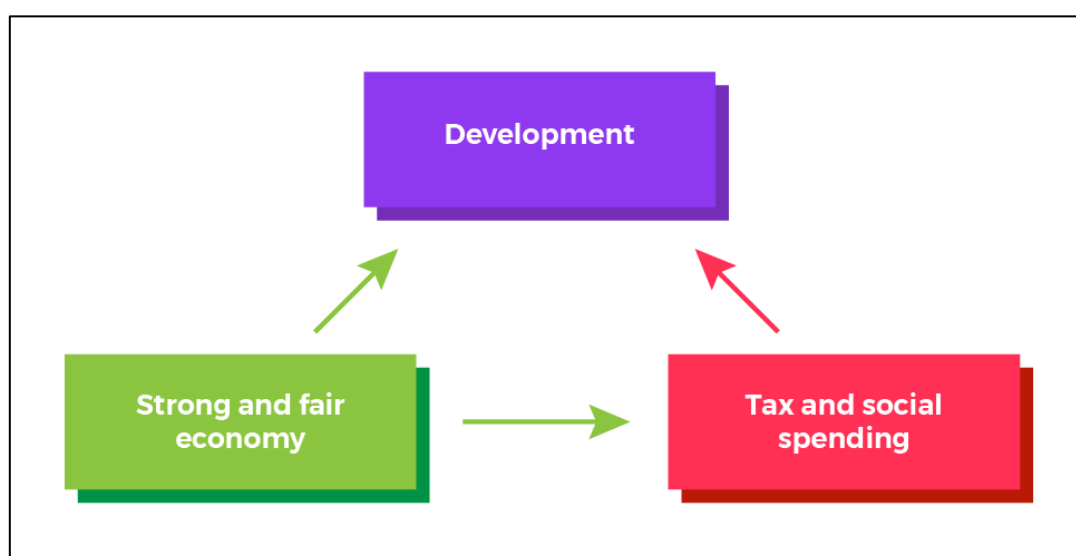 Development
Strong and fair
economy
Tax and social
spending